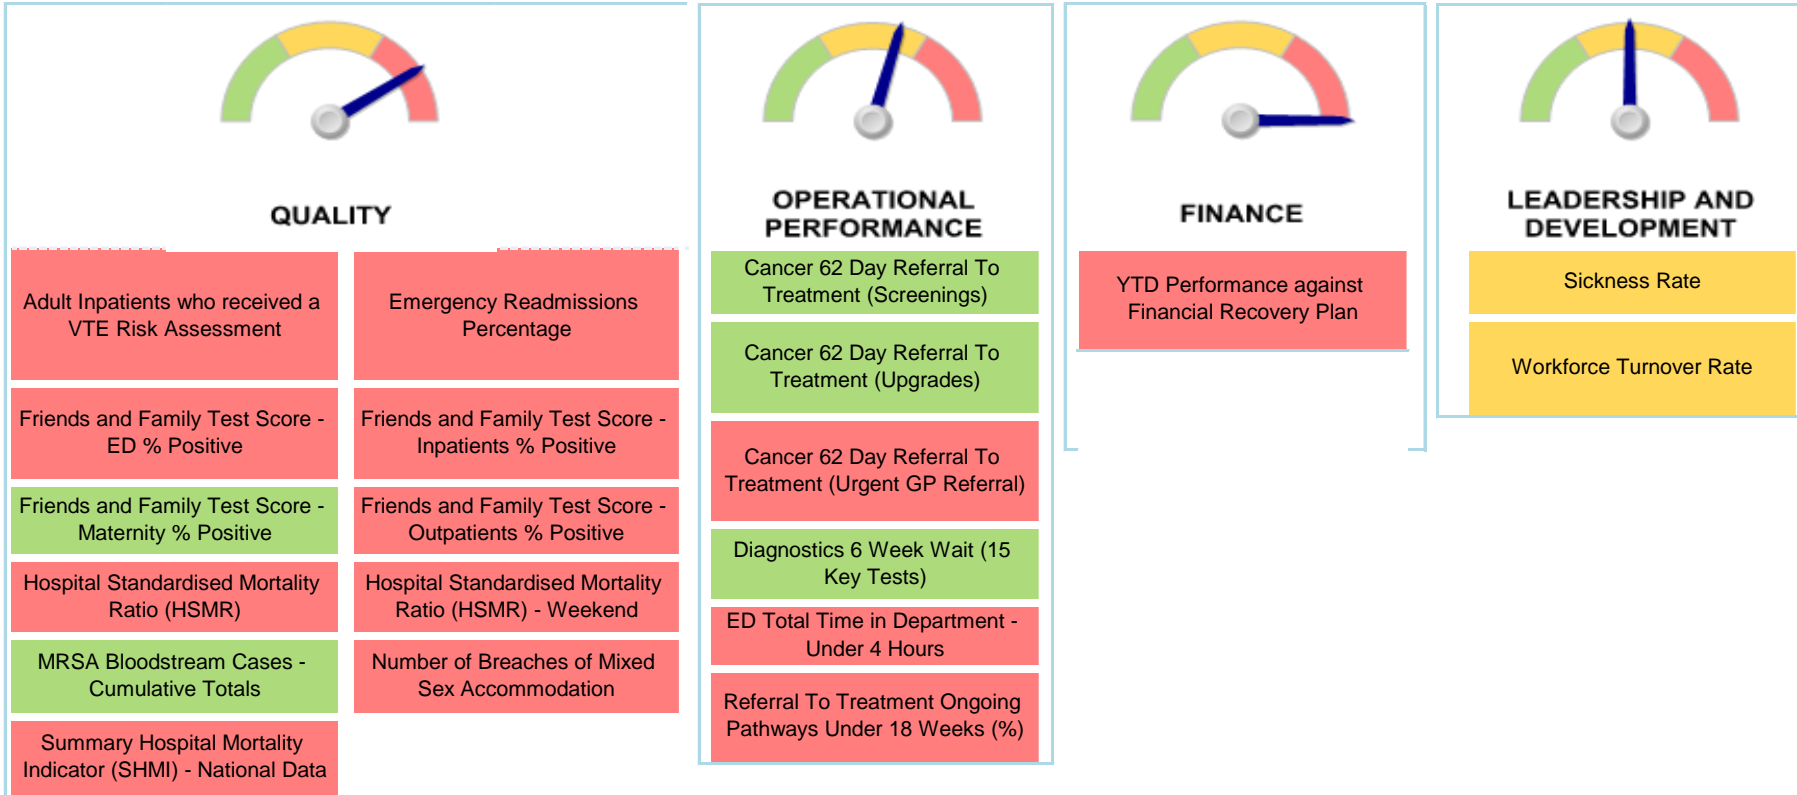 QUALITY
Adult Inpatients who received a
VTE Risk Assessment
Emergency Readmissions
Percentage
Friends and Family Test Score -
ED % Positive
Friends and Family Test Score -
Inpatients % Positive
Friends and Family Test Score -
Maternity % Positive
Friends and Family Test Score -
Outpatients % Positive
Hospital Standardised Mortality
Ratio (HSMR)
Hospital Standardised Mortality
Ratio (HSMR) - Weekend
MRSA Bloodstream Cases -
Cumulative Totals
Number of Breaches of Mixed
Sex Accommodation
Summary Hospital Mortality
Indicator (SHMI) - National Data
OPERATIONAL
PERFORMANCE
Cancer 62 Day Referral To
Treatment (Screenings)
Cancer 62 Day Referral To
Treatment (Upgrades)
Cancer 62 Day Referral To
Treatment (Urgent GP Referral)
Diagnostics 6 Week Wait (15
Key Tests)
ED Total Time in Department -
Under 4 Hours
Referral To Treatment Ongoing
Pathways Under 18 Weeks (%)
FINANCE
YTD Performance against
Financial Recovery Plan
LEADERSHIP AND
DEVELOPMENT
Sickness Rate
Workforce Turnover Rate